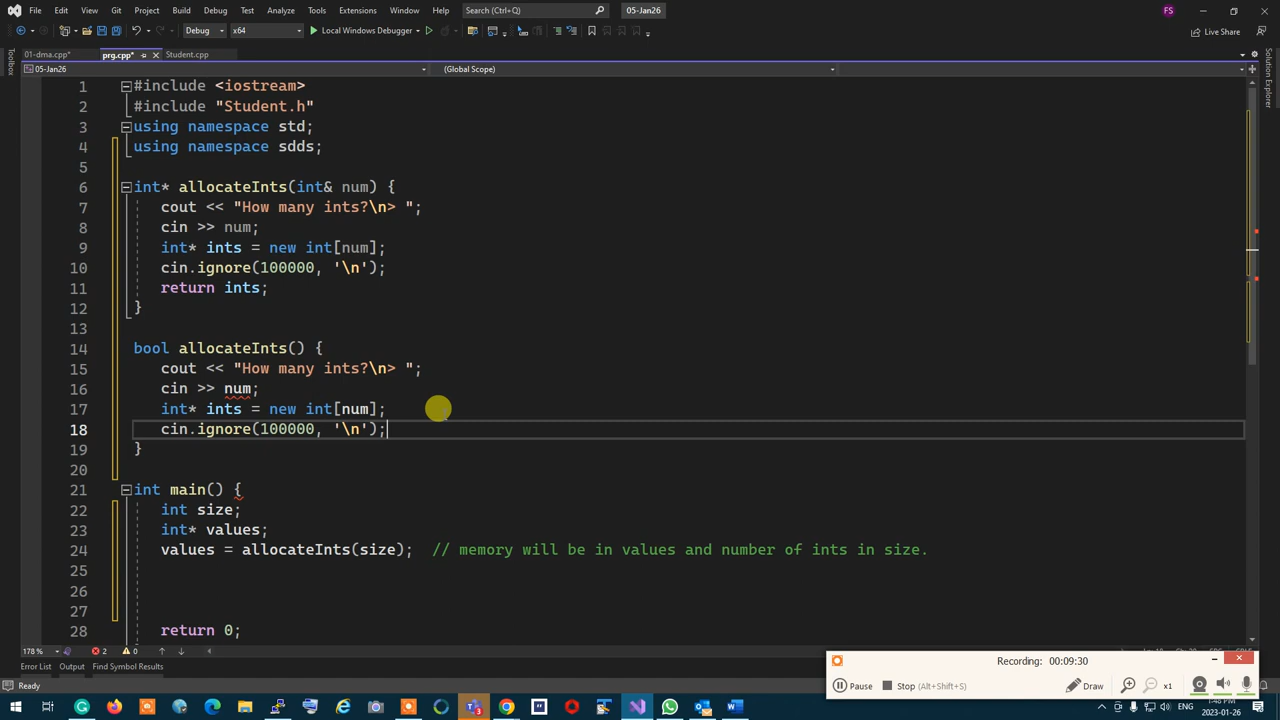 File Edit View Git Project Build Debug Test Analyze Tools Extensions Window Help Search (Ctrl+Q) 05-Jan26 FS
Debug x64 Local Windows Debugger Live Share
01-dma.cpp* prg.cpp* Student.cpp
05-Jan26 (Global Scope)
Toolbox
Solution Explorer
1 #include <iostream>
2 #include "Student.h"
3 using namespace std;
4 using namespace sdds;
5
6 int* allocateInts(int& num) {
7 cout << "How many ints?\n> ";
8 cin >> num;
9 int* ints = new int[num];
10 cin.ignore(100000, '\n');
11 return ints;
12 }
13
14 bool allocateInts() {
15 cout << "How many ints?\n> ";
16 cin >> num;
17 int* ints = new int[num];
18 cin.ignore(100000, '\n');
19 }
20
21 int main() {
22 int size;
23 int* values;
24 values = allocateInts(size); // memory will be in values and number of ints in size.
25
26
27
28 return 0;
178 % 2 0
Error List Output Find Symbol Results
Ready
Recording: 00:09:30
Pause Stop (Alt+Shift+S) Draw x1
ENG 1:48 PM
2023-01-26